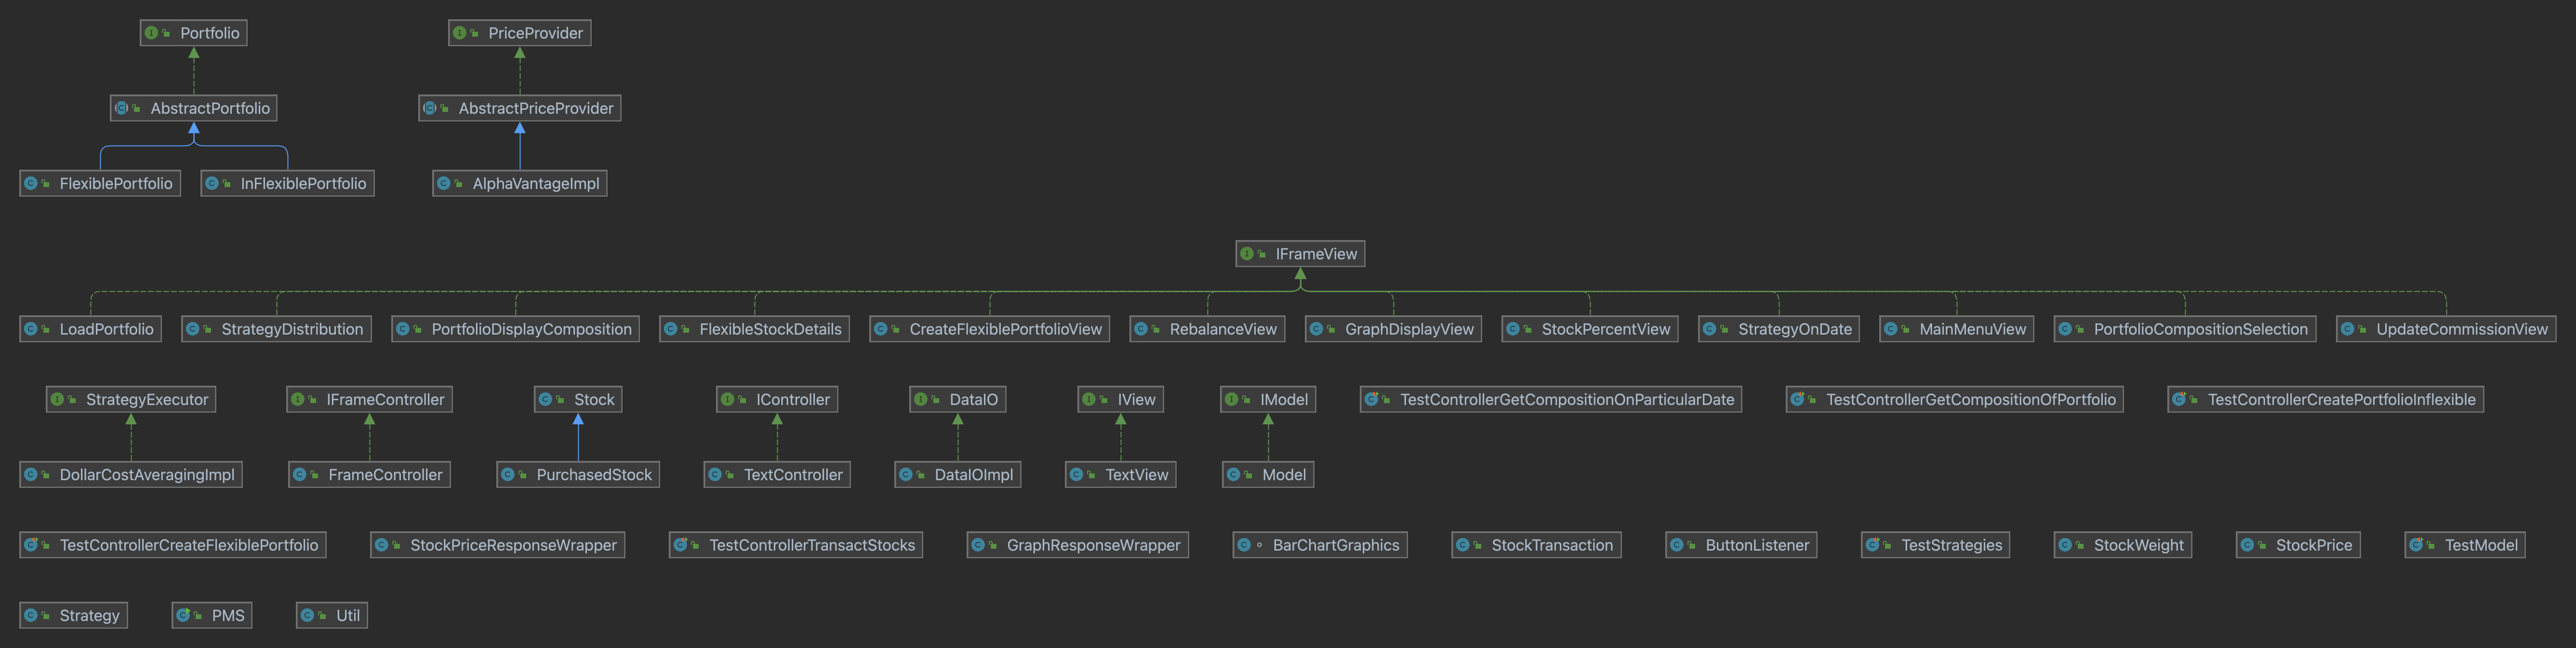 Portfolio PriceProvider
AbstractPortfolio AbstractPriceProvider
FlexiblePortfolio InFlexiblePortfolio AlphaVantageImpl
IFrameView
LoadPortfolio StrategyDistribution PortfolioDisplayComposition FlexibleStockDetails CreateFlexiblePortfolioView RebalanceView GraphDisplayView StockPercentView StrategyOnDate MainMenuView PortfolioCompositionSelection UpdateCommissionView
StrategyExecutor IFrameController Stock IController DataIO IView IModel TestControllerGetCompositionOnParticularDate TestControllerGetCompositionOfPortfolio TestControllerCreatePortfolioInflexible
DollarCostAveragingImpl FrameController PurchasedStock TextController DataIOImpl TextView Model
TestControllerCreateFlexiblePortfolio StockPriceResponseWrapper TestControllerTransactStocks GraphResponseWrapper BarChartGraphics StockTransaction ButtonListener TestStrategies StockWeight StockPrice TestModel
Strategy PMS Util